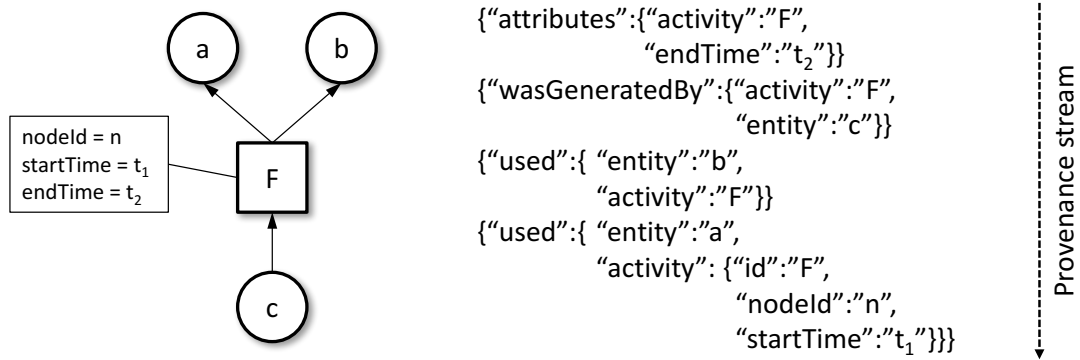 a
b
nodeId = n
startTime = t₁
endTime = t₂
F
c
{“attributes”:{“activity”:”F”,
“endTime”:”t₂”}}
{“wasGeneratedBy”:{“activity”:”F”,
“entity”:”c”}}
{“used”:{ “entity”:”b”,
“activity”:”F”}}
{“used”:{ “entity”:”a”,
“activity”: {“id”:”F”,
“nodeId”:”n”,
“startTime”:”t₁”}}}
Provenance stream